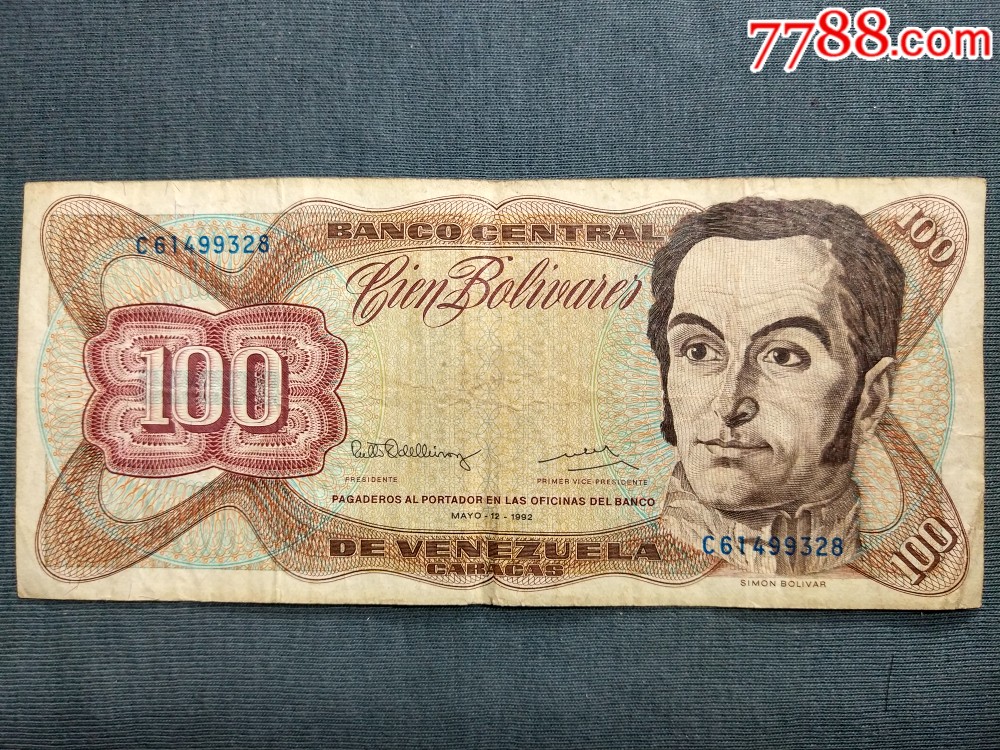 7788.com
BANCO CENTRAL
C61499328
Cien Bolívares
100
100
PRESIDENTE
PRIMER VICE-PRESIDENTE
PAGADEROS AL PORTADOR EN LAS OFICINAS DEL BANCO
MAYO - 12 - 1992
DE VENEZUELA
C61499328
CARACAS
100
SIMON BOLIVAR